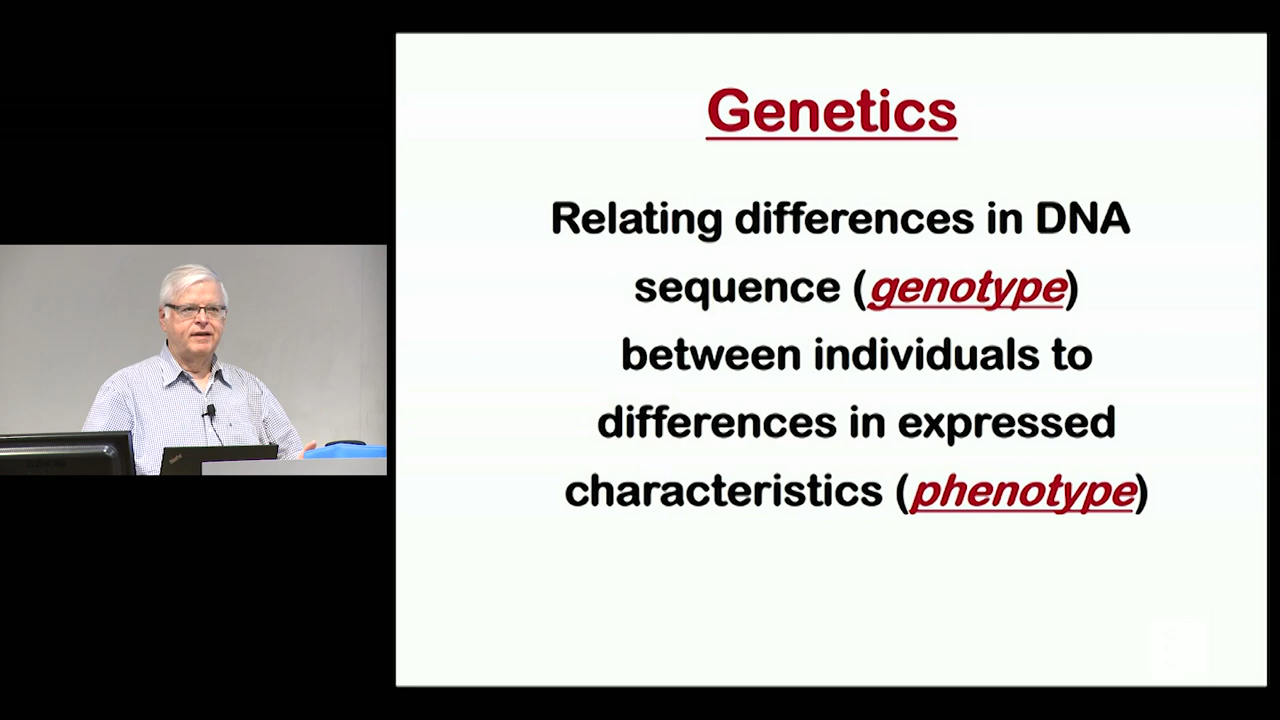 Genetics
Relating differences in DNA
sequence (genotype)
between individuals to
differences in expressed
characteristics (phenotype)